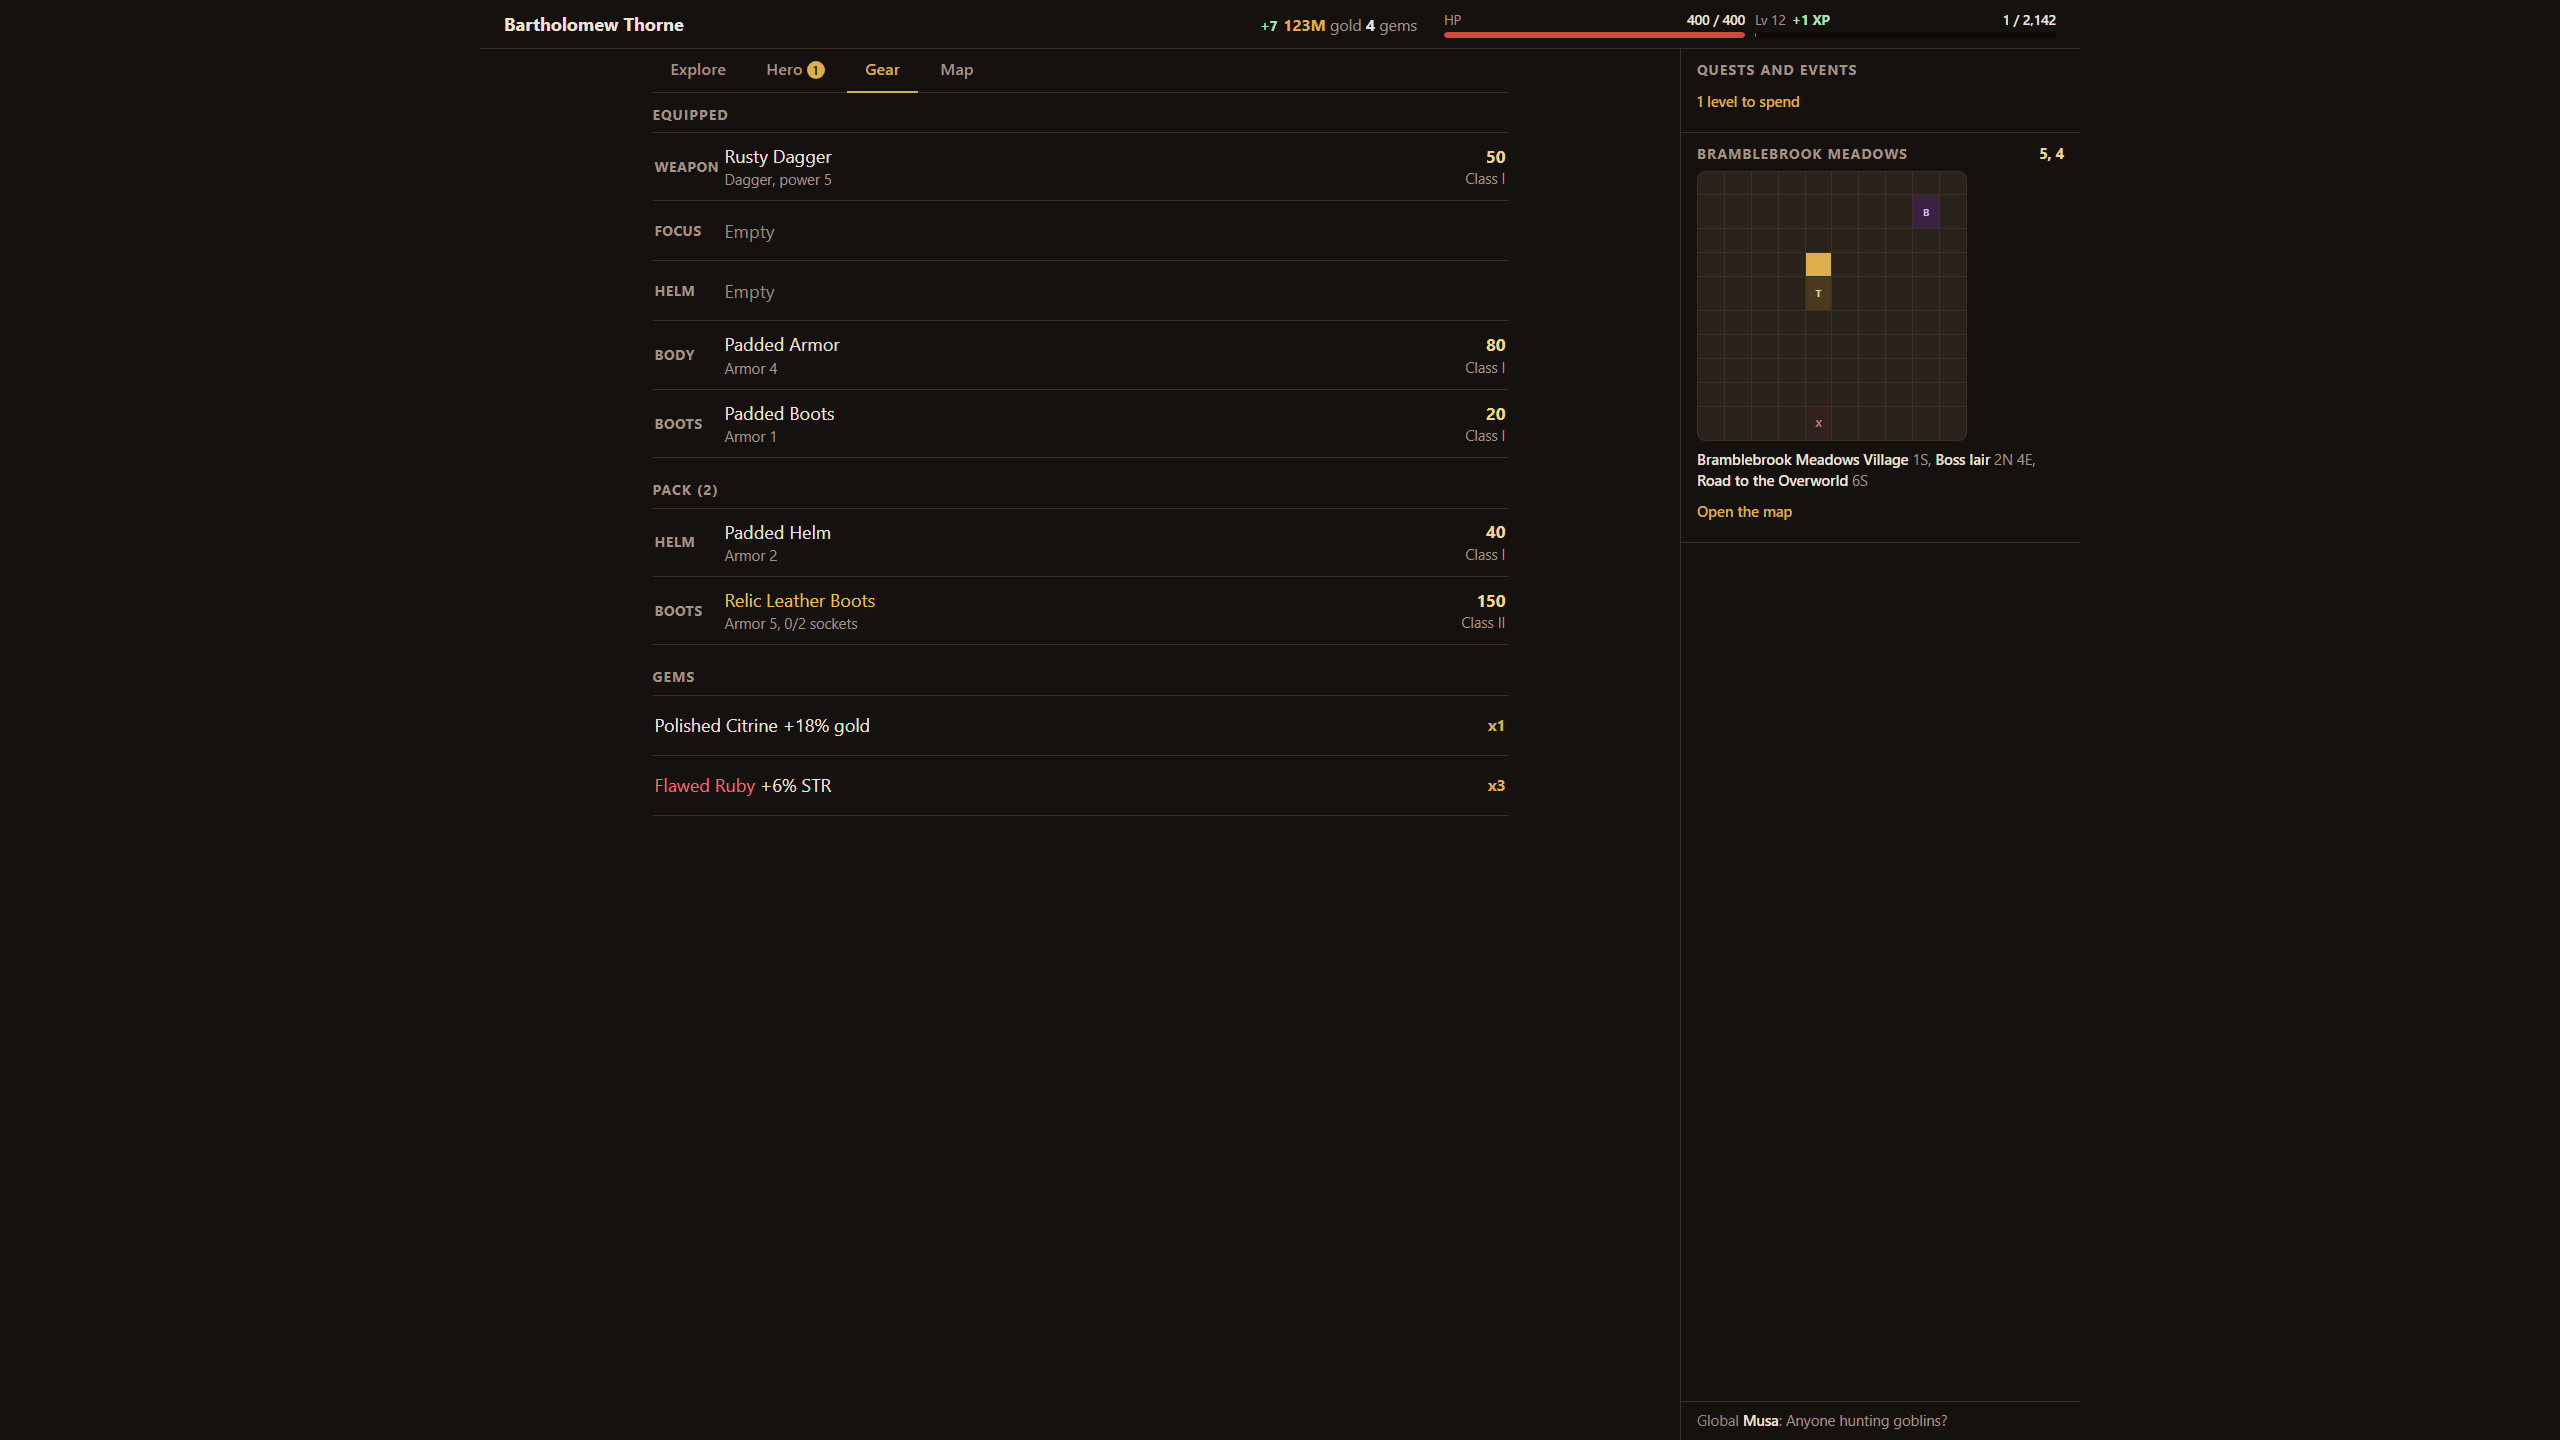 Bartholomew Thorne
+7 123M gold 4 gems
HP 400 / 400
Lv 12 +1 XP 1 / 2,142
Explore Hero 1 Gear Map
EQUIPPED
WEAPON Rusty Dagger 50
Dagger, power 5 Class I
FOCUS Empty
HELM Empty
BODY Padded Armor 80
Armor 4 Class I
BOOTS Padded Boots 20
Armor 1 Class I
PACK (2)
HELM Padded Helm 40
Armor 2 Class I
BOOTS Relic Leather Boots 150
Armor 5, 0/2 sockets Class II
GEMS
Polished Citrine +18% gold x1
Flawed Ruby +6% STR x3
QUESTS AND EVENTS
1 level to spend
BRAMBLEBROOK MEADOWS 5, 4
B
T
X
Bramblebrook Meadows Village 1S, Boss lair 2N 4E,
Road to the Overworld 6S
Open the map
Global Musa: Anyone hunting goblins?